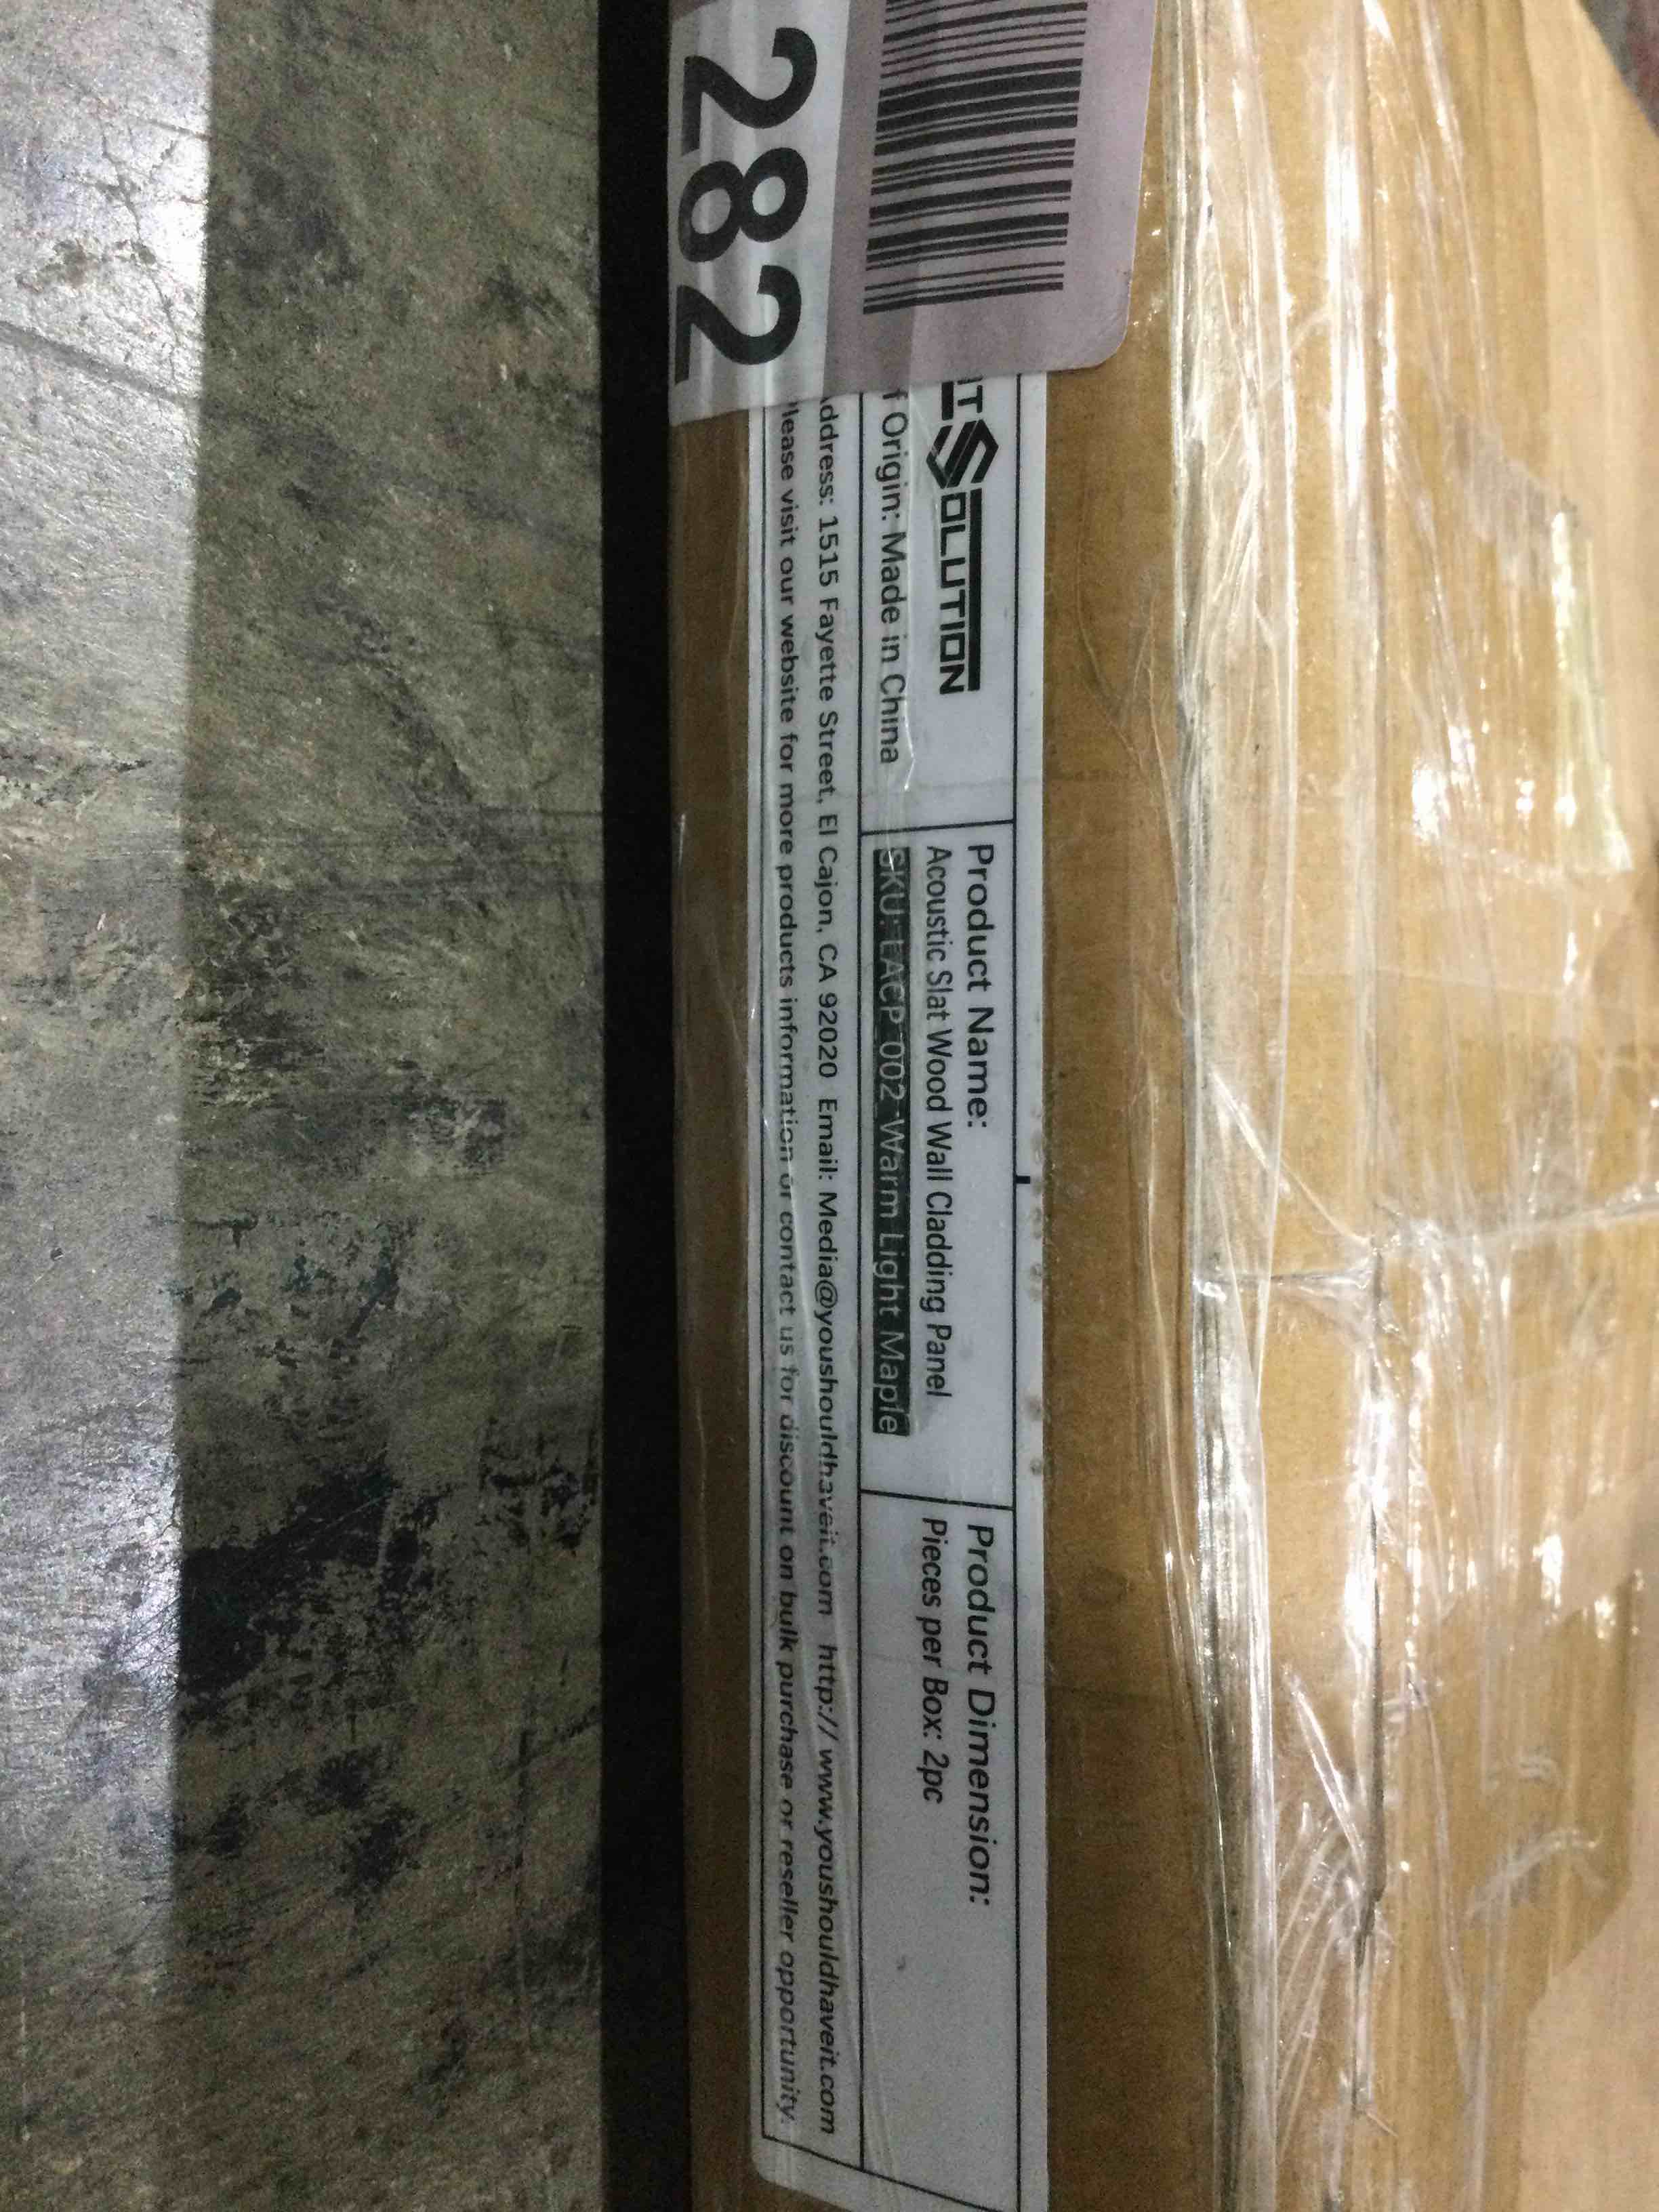 282
SOLUTION
Origin: Made in China
Product Name:
Acoustic Slat Wood Wall Cladding Panel
SKU: LACP 002-Warm Light Maple
Product Dimension:
Pieces per Box: 2pc
ddress: 1515 Fayette Street, El Cajon, CA 92020 Email: Media@youshouldhaveit.com http:// www.youshouldhaveit.com
lease visit our website for more products information or contact us for discount on bulk purchase or reseller opportunity.